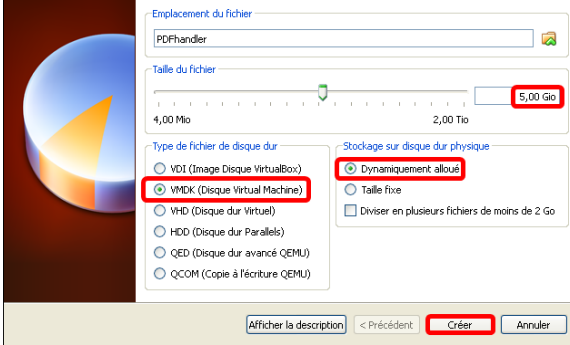 Emplacement du fichier
PDFhandler
Taille du fichier
5,00 Gio
4,00 Mio 2,00 Tio
Type de fichier de disque dur
VDI (Image Disque VirtualBox)
VMDK (Disque Virtual Machine)
VHD (Disque dur Virtuel)
HDD (Disque dur Parallels)
QED (Disque dur avancé QEMU)
QCOM (Copie à l'écriture QEMU)
Stockage sur disque dur physique
Dynamiquement alloué
Taille fixe
Diviser en plusieurs fichiers de moins de 2 Go
Afficher la description < Précédent Créer Annuler